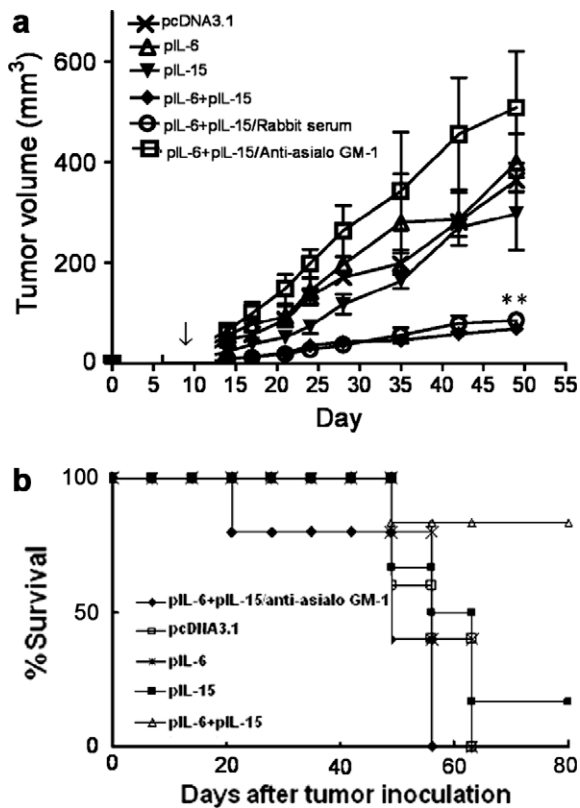 a
pcDNA3.1
pIL-6
pIL-15
pIL-6+pIL-15
pIL-6+pIL-15/Rabbit serum
pIL-6+pIL-15/Anti-asialo GM-1
Tumor volume (mm3)
600
400
200
0
**
0 5 10 15 20 25 30 35 40 45 50 55
Day
b
% Survival
100
50
0
pIL-6+pIL-15/anti-asialo GM-1
pcDNA3.1
pIL-6
pIL-15
pIL-6+pIL-15
0 20 40 60 80
Days after tumor inoculation